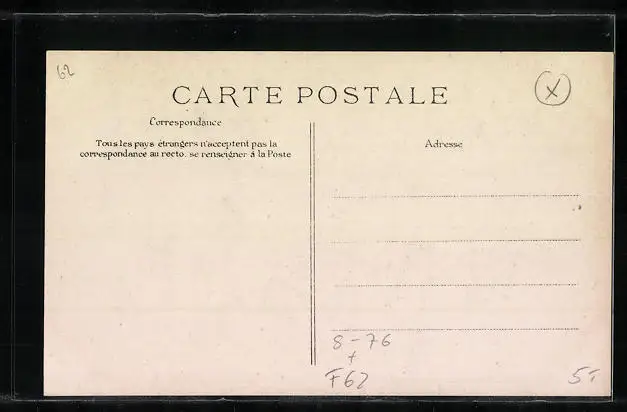 62
CARTE POSTALE
X
Correspondance
Tous les pays étrangers n'acceptent pas la
correspondance au recto. se renseigner à la Poste
Adresse
8-76
+
F62